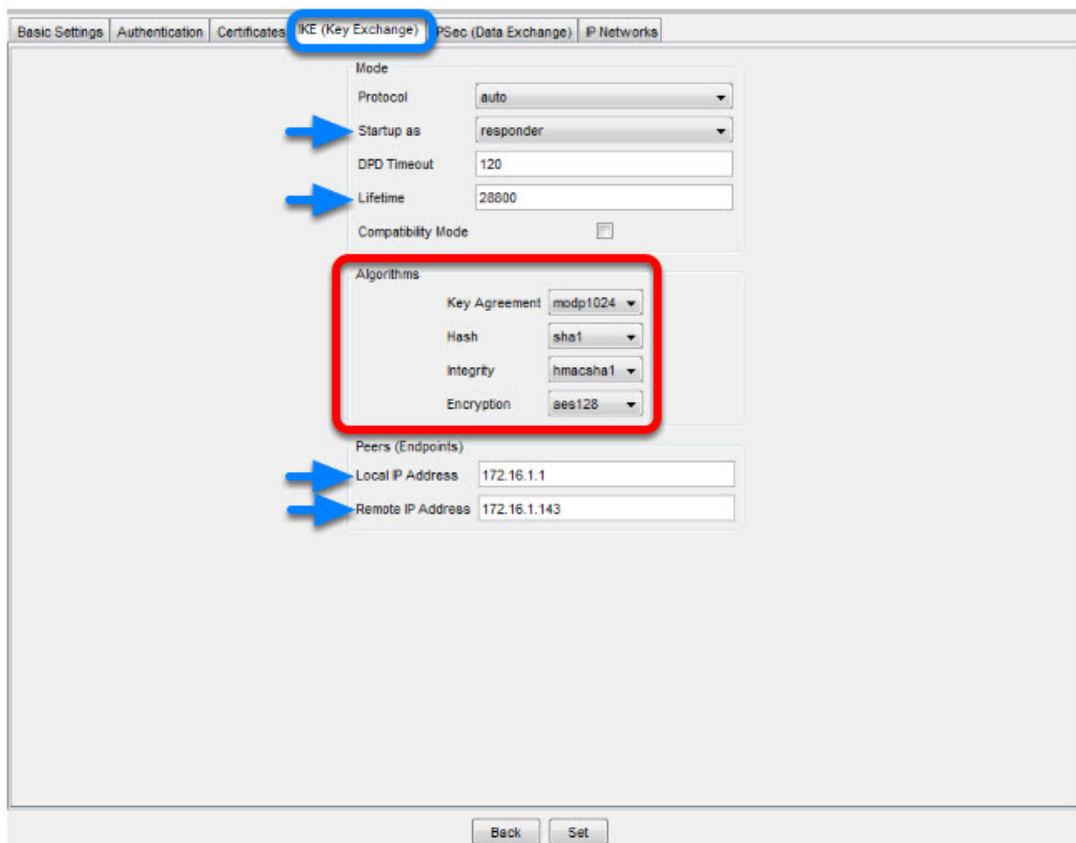 Basic Settings Authentication Certificates IKE (Key Exchange) PSec (Data Exchange) IP Networks
Mode
Protocol auto
Startup as responder
DPD Timeout 120
Lifetime 28800
Compatibility Mode
Algorithms
Key Agreement modp1024
Hash sha1
Integrity hmacsha1
Encryption aes128
Peers (Endpoints)
Local IP Address 172.16.1.1
Remote IP Address 172.16.1.143
Back Set